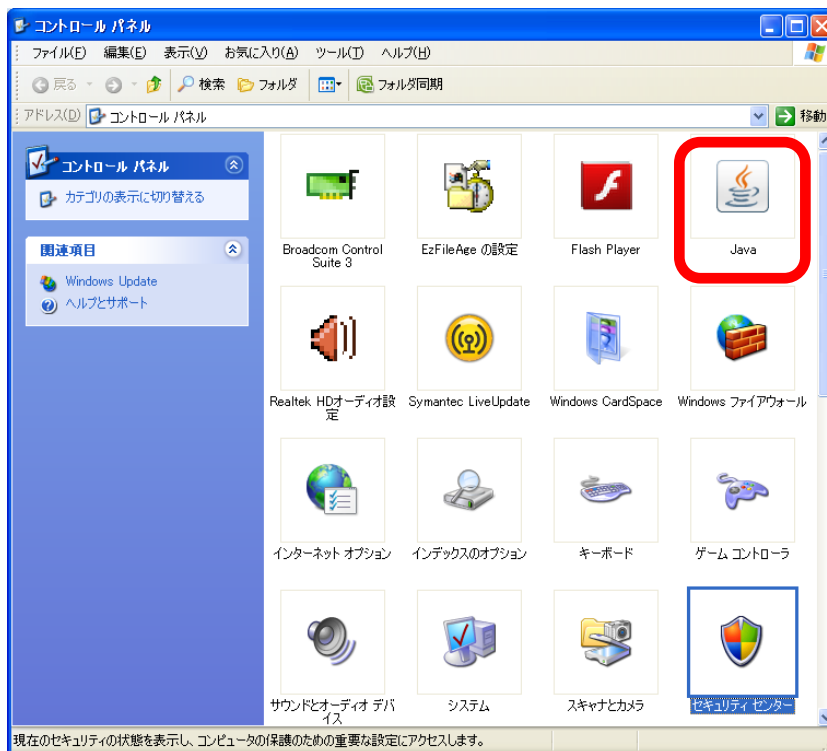 コントロール パネル
ファイル(F) 編集(E) 表示(V) お気に入り(A) ツール(T) ヘルプ(H)
戻る 検索 フォルダ フォルダ同期
アドレス(D) コントロール パネル 移動
コントロール パネル
カテゴリの表示に切り替える
関連項目
Windows Update
ヘルプとサポート
Broadcom Control
Suite 3
EzFileAge の設定
Flash Player
Java
Realtek HDオーディオ設
定
Symantec LiveUpdate
Windows CardSpace
Windows ファイアウォール
インターネット オプション
インデックスのオプション
キーボード
ゲーム コントローラ
サウンドとオーディオ デバ
イス
システム
スキャナとカメラ
セキュリティ センター
現在のセキュリティの状態を表示し、コンピュータの保護のための重要な設定にアクセスします。